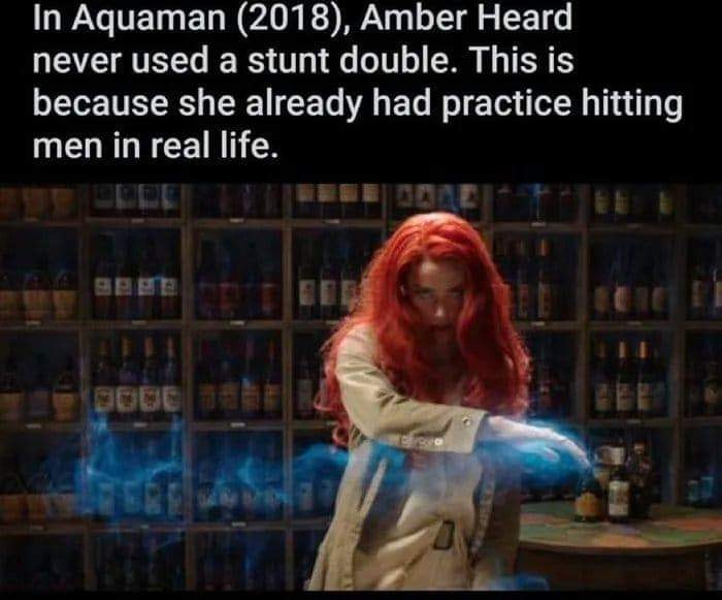 In Aquaman (2018), Amber Heard
never used a stunt double. This is
because she already had practice hitting
men in real life.